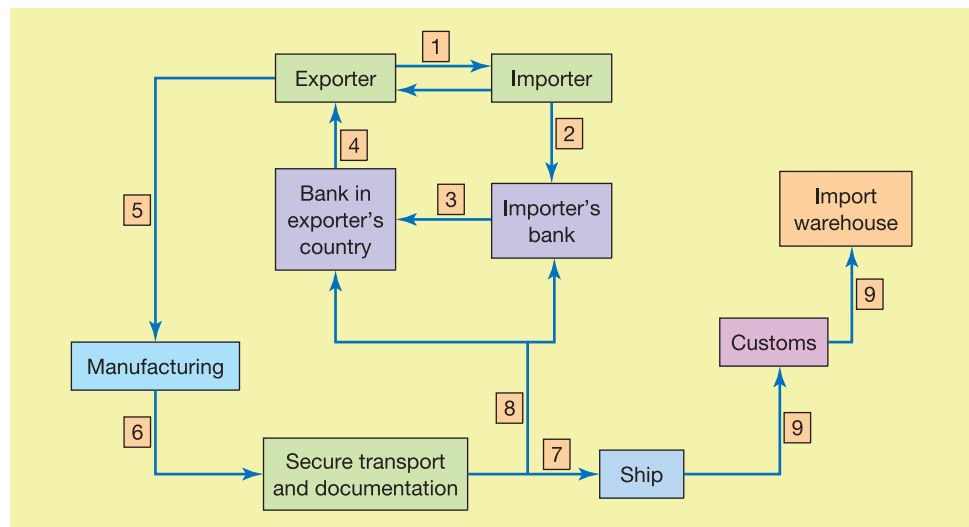 1
Exporter
Importer
2
4
Bank in
exporter's
country
3
Importer's
bank
5
Import
warehouse
9
Customs
Manufacturing
8
9
6
7
Secure transport
and documentation
Ship